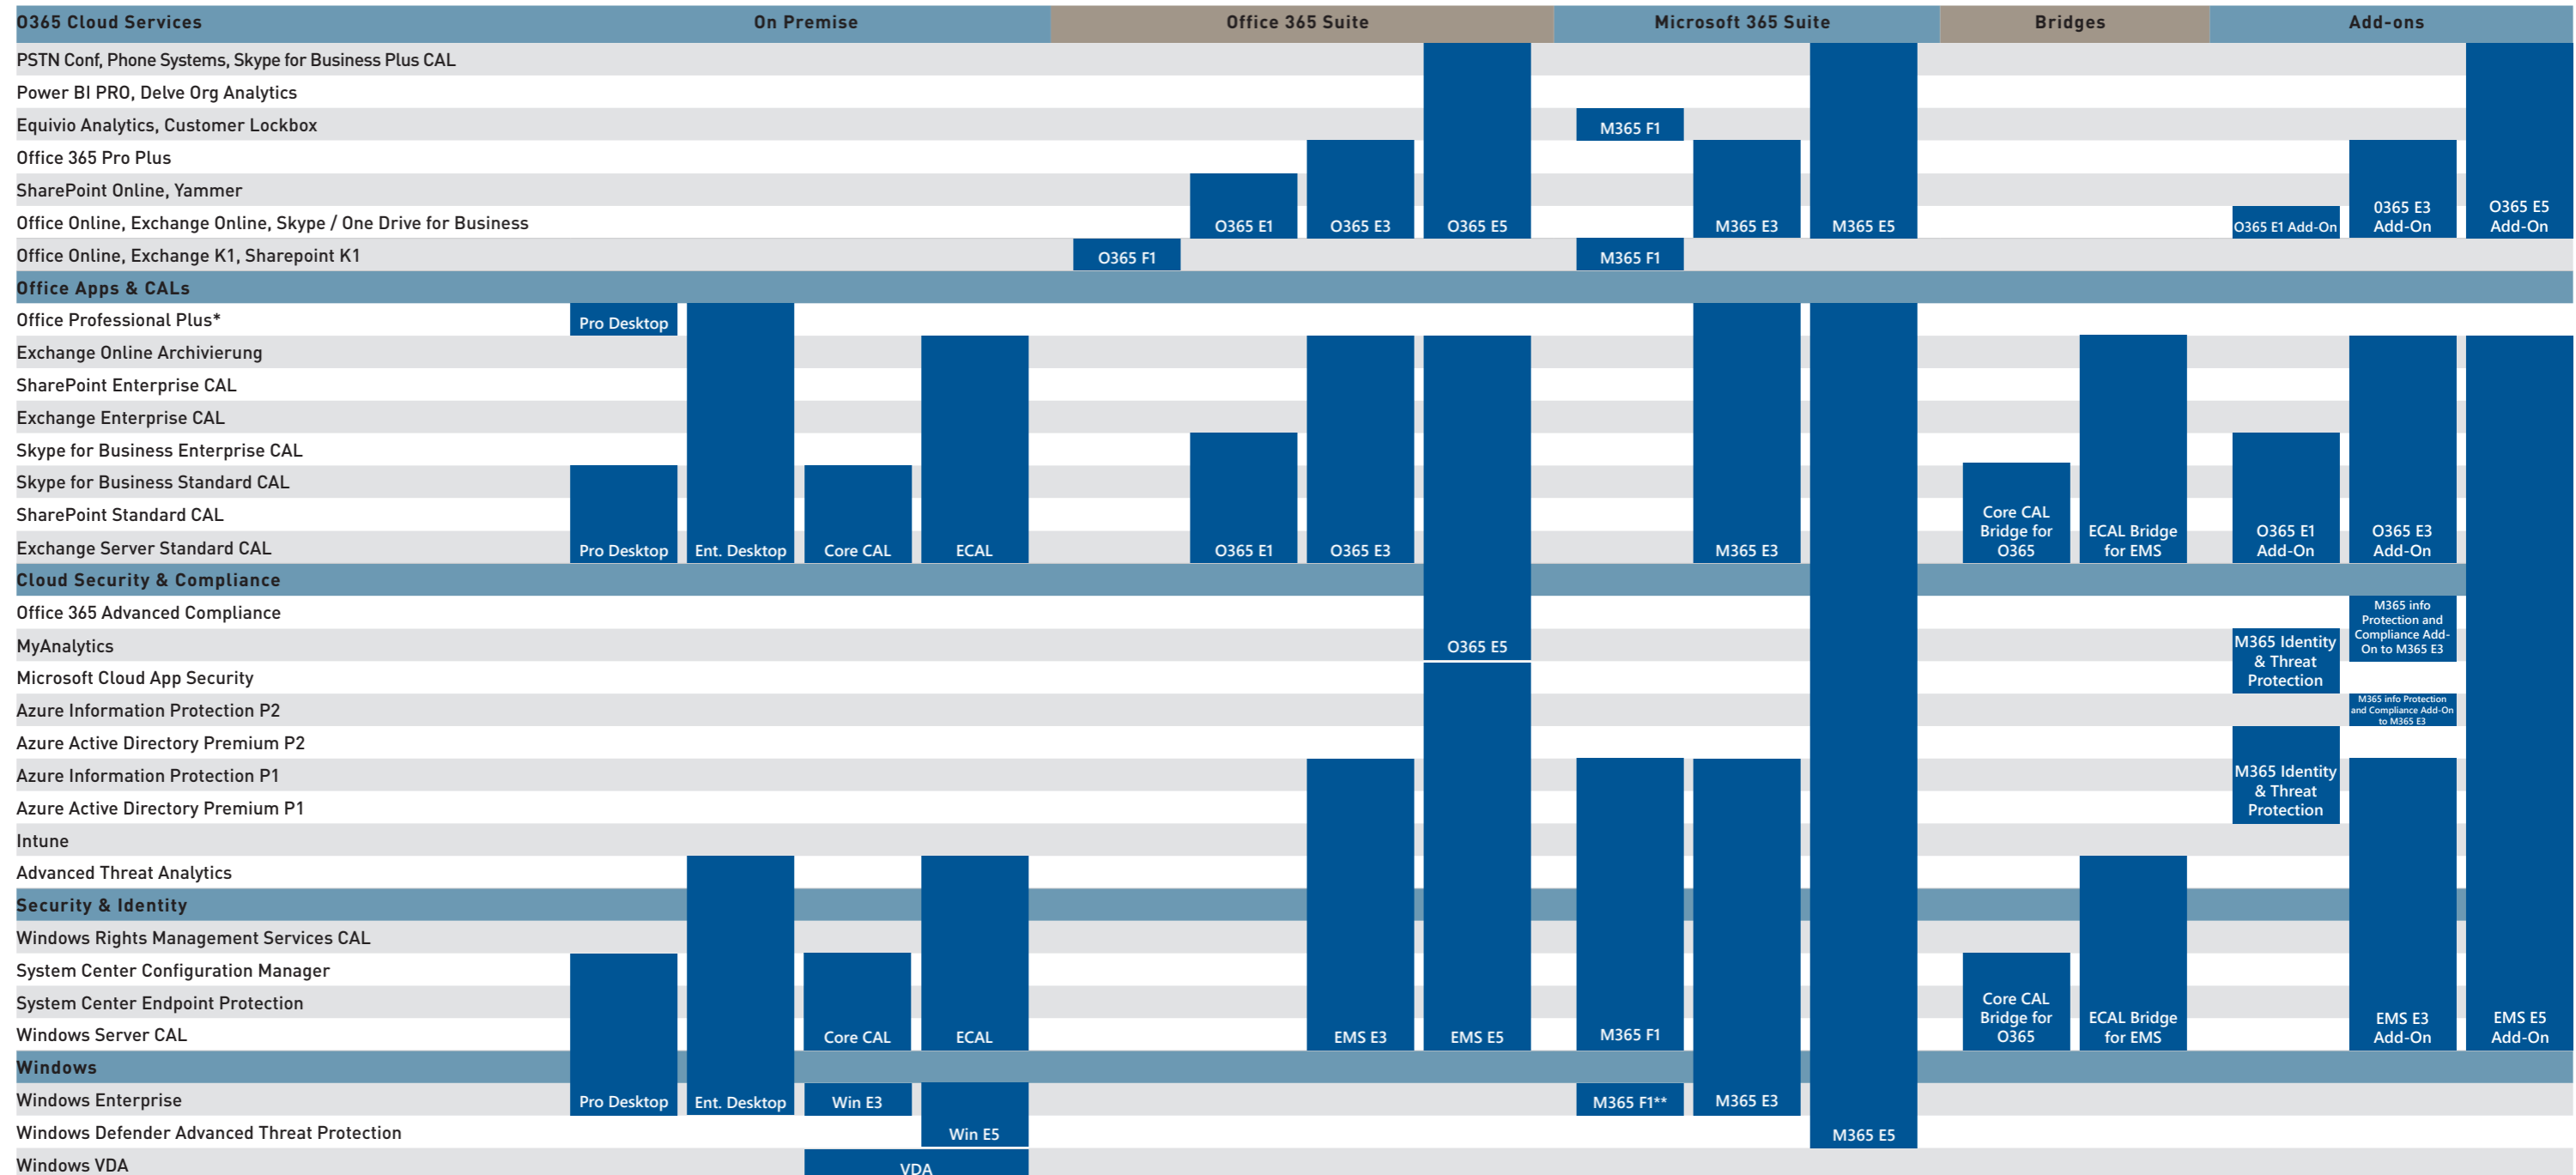 O365 Cloud Services On Premise Office 365 Suite Microsoft 365 Suite Bridges Add-ons
PSTN Conf, Phone Systems, Skype for Business Plus CAL
Power BI PRO, Delve Org Analytics
Equivio Analytics, Customer Lockbox M365 F1
Office 365 Pro Plus
SharePoint Online, Yammer
Office Online, Exchange Online, Skype / One Drive for Business O365 E1 O365 E3 O365 E5 M365 E3 M365 E5 O365 E1 Add-On
0365 E3
Add-On
O365 E5
Add-On
Office Online, Exchange K1, Sharepoint K1 O365 F1 M365 F1
Office Apps & CALs
Office Professional Plus* Pro Desktop
Exchange Online Archivierung
SharePoint Enterprise CAL
Exchange Enterprise CAL
Skype for Business Enterprise CAL
Skype for Business Standard CAL
SharePoint Standard CAL
Exchange Server Standard CAL Pro Desktop Ent. Desktop Core CAL ECAL O365 E1 O365 E3 M365 E3
Core CAL
Bridge for
O365
ECAL Bridge
for EMS
O365 E1
Add-On
O365 E3
Add-On
Cloud Security & Compliance
Office 365 Advanced Compliance
M365 info
Protection and
Compliance Add-
On to M365 E3
MyAnalytics O365 E5
M365 Identity
& Threat
Protection
Microsoft Cloud App Security
Azure Information Protection P2
M365 info Protection
and Compliance Add-On
to M365 E3
Azure Active Directory Premium P2
Azure Information Protection P1
M365 Identity
& Threat
Protection
Azure Active Directory Premium P1
Intune
Advanced Threat Analytics
Security & Identity
Windows Rights Management Services CAL
System Center Configuration Manager
System Center Endpoint Protection
Windows Server CAL Core CAL ECAL EMS E3 EMS E5 M365 F1
Core CAL
Bridge for
O365
ECAL Bridge
for EMS
EMS E3
Add-On
EMS E5
Add-On
Windows
Windows Enterprise Pro Desktop Ent. Desktop Win E3 M365 F1** M365 E3
Windows Defender Advanced Threat Protection Win E5 M365 E5
Windows VDA VDA